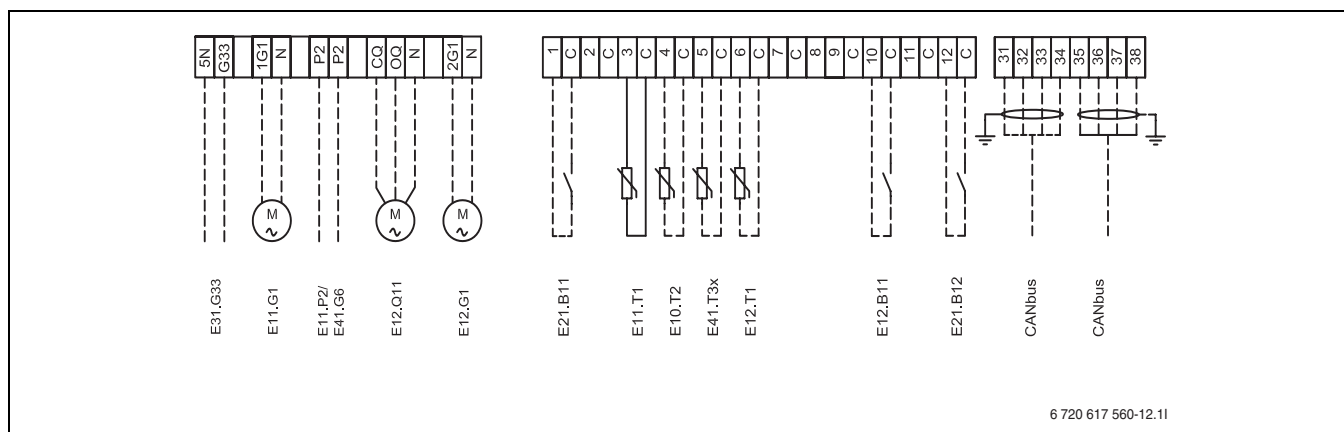 5N G33 1G1 N P2 P2 CQ OQ N 2G1 N
1 C 2 C 3 C 4 C 5 C 6 C 7 C 8 9 C 10 C 11 C 12 C
31 32 33 34 35 36 37 38
M
M
M
E31.G33
E11.G1
E11.P2/
E41.G6
E12.Q11
E12.G1
E21.B11
E11.T1
E10.T2
E41.T3x
E12.T1
E12.B11
E21.B12
CANbus
CANbus
6 720 617 560-12.1I